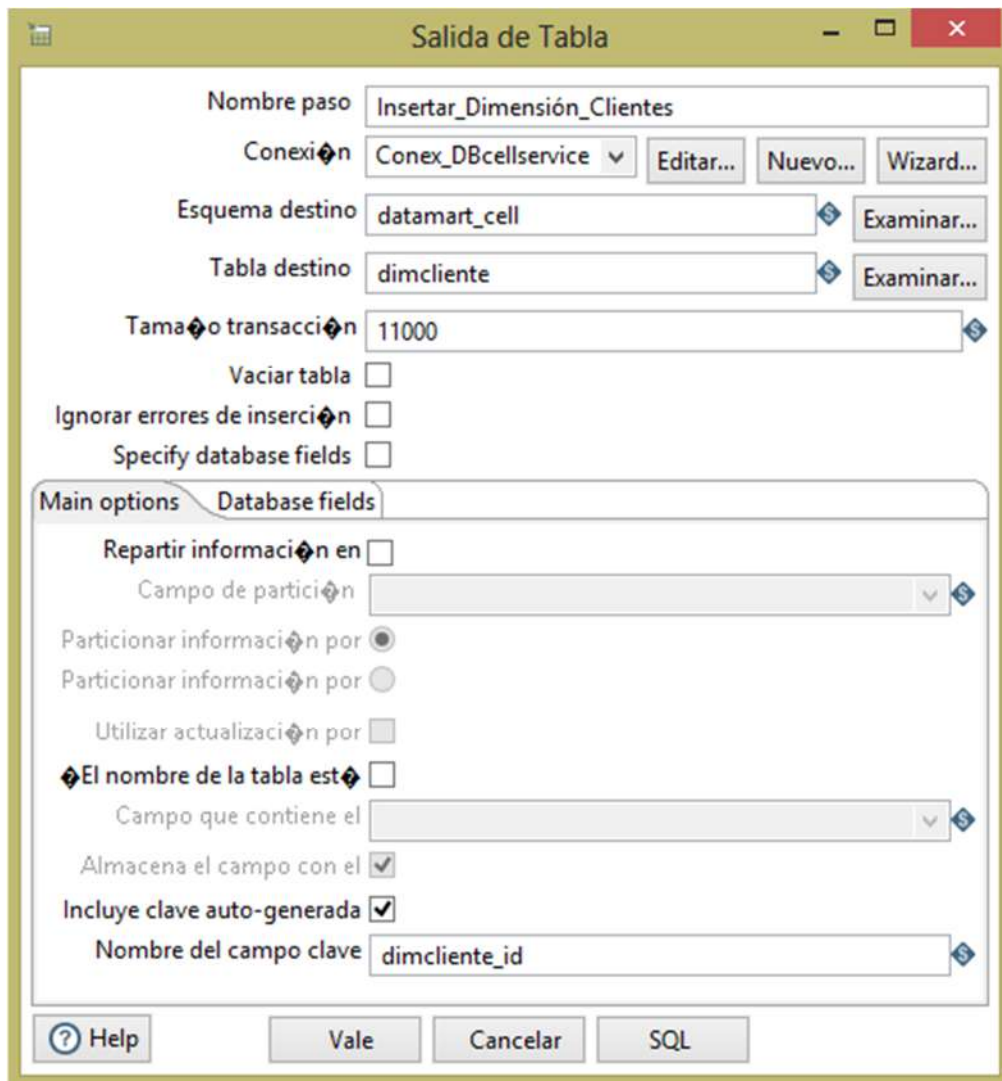 Salida de Tabla
Nombre paso Insertar_Dimensión_Clientes
Conexi�n Conex_DBcellservice Editar... Nuevo... Wizard...
Esquema destino datamart_cell Examinar...
Tabla destino dimcliente Examinar...
Tama�o transacci�n 11000
Vaciar tabla
Ignorar errores de inserci�n
Specify database fields
Main options Database fields
Repartir informaci�n en
Campo de partici�n
Particionar informaci�n por
Particionar informaci�n por
Utilizar actualizaci�n por
�El nombre de la tabla est�
Campo que contiene el
Almacena el campo con el
Incluye clave auto-generada
Nombre del campo clave dimcliente_id
Help Vale Cancelar SQL